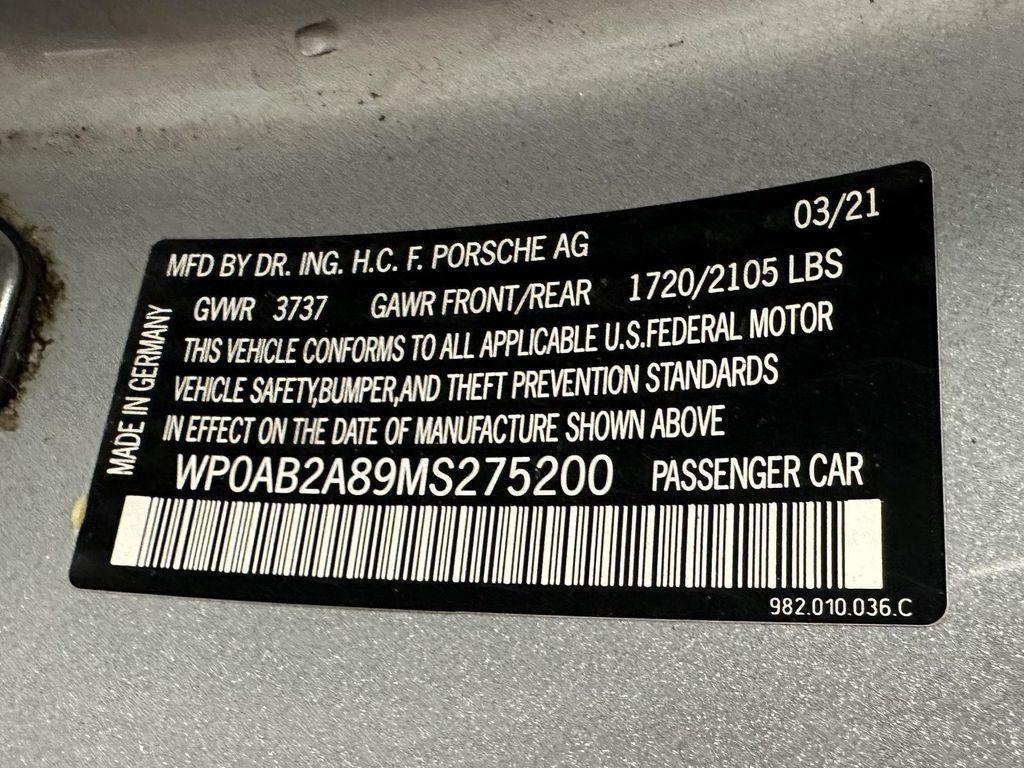 03/21
MFD BY DR. ING. H.C. F. PORSCHE AG
GVWR 3737 GAWR FRONT/REAR 1720/2105 LBS
THIS VEHICLE CONFORMS TO ALL APPLICABLE U.S.FEDERAL MOTOR
VEHICLE SAFETY,BUMPER,AND THEFT PREVENTION STANDARDS
IN EFFECT ON THE DATE OF MANUFACTURE SHOWN ABOVE
MADE IN GERMANY
WP0AB2A89MS275200 PASSENGER CAR
982.010.036.C